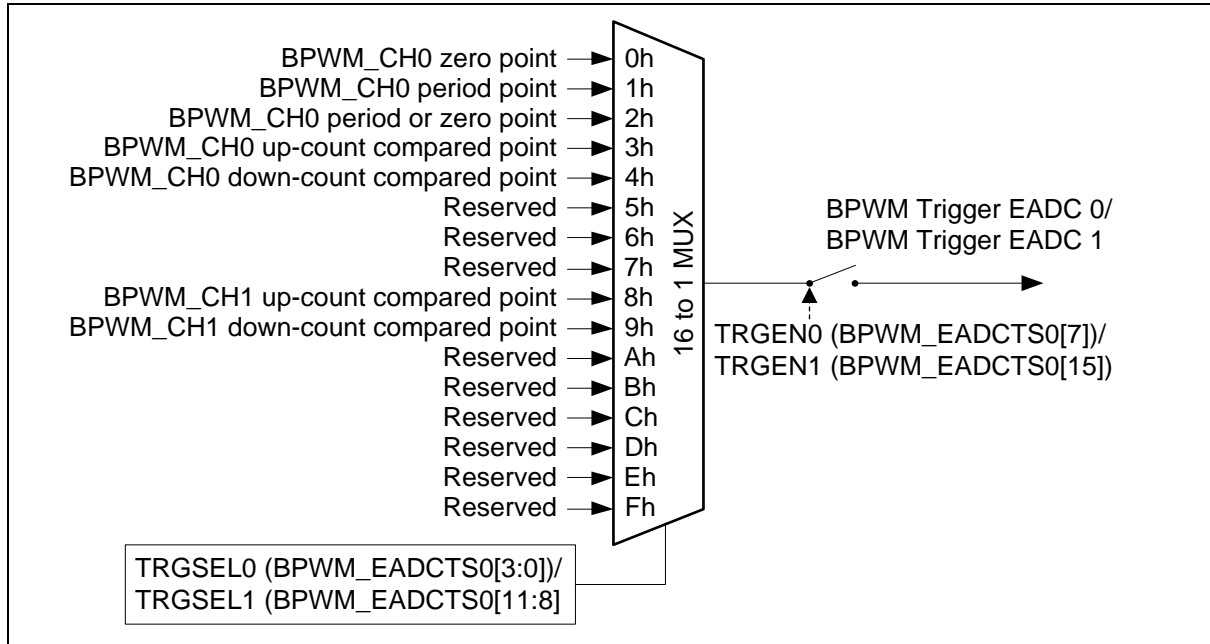 BPWM_CH0 zero point 0h
BPWM_CH0 period point 1h
BPWM_CH0 period or zero point 2h
BPWM_CH0 up-count compared point 3h
BPWM_CH0 down-count compared point 4h
Reserved 5h
Reserved 6h
Reserved 7h
BPWM_CH1 up-count compared point 8h
BPWM_CH1 down-count compared point 9h
Reserved Ah
Reserved Bh
Reserved Ch
Reserved Dh
Reserved Eh
Reserved Fh
16 to 1 MUX
BPWM Trigger EADC 0/
BPWM Trigger EADC 1
TRGEN0 (BPWM_EADCTS0[7])/
TRGEN1 (BPWM_EADCTS0[15])
TRGSEL0 (BPWM_EADCTS0[3:0])/
TRGSEL1 (BPWM_EADCTS0[11:8]